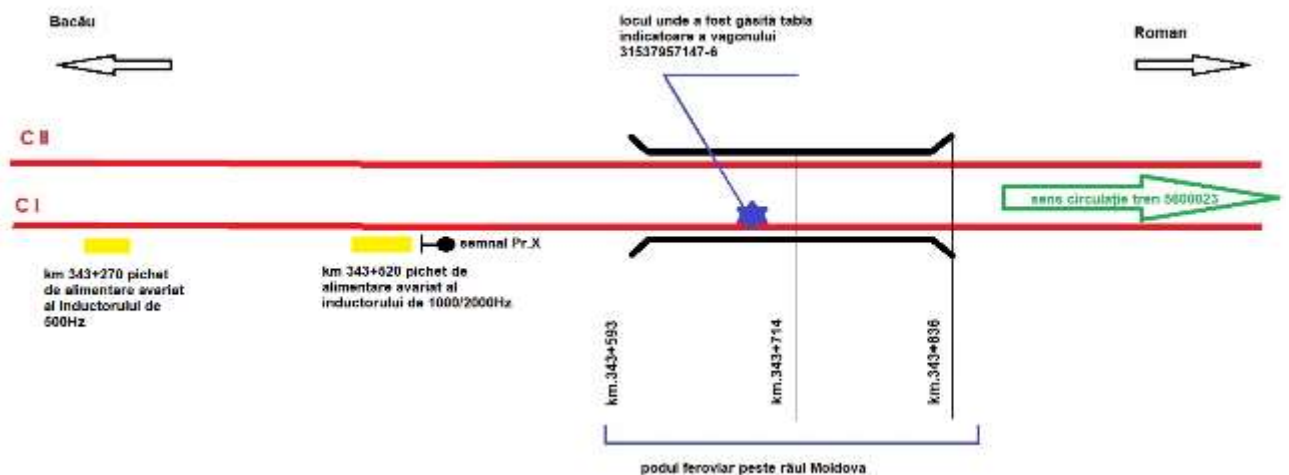 Bacău
locul unde a fost găsită tabla
indicatoare a vagonului
31537957147-6
Roman
C II
sens circulație tren 5600023
C I
semnal Pr.X
km 343+270 pichet
de alimentare avariat
al inductorului de
500Hz
km 343+520 pichet de
alimentare avariat al
inductorului de 1000/2000Hz
km.343+593
km.343+714
km.343+836
podul feroviar peste râul Moldova